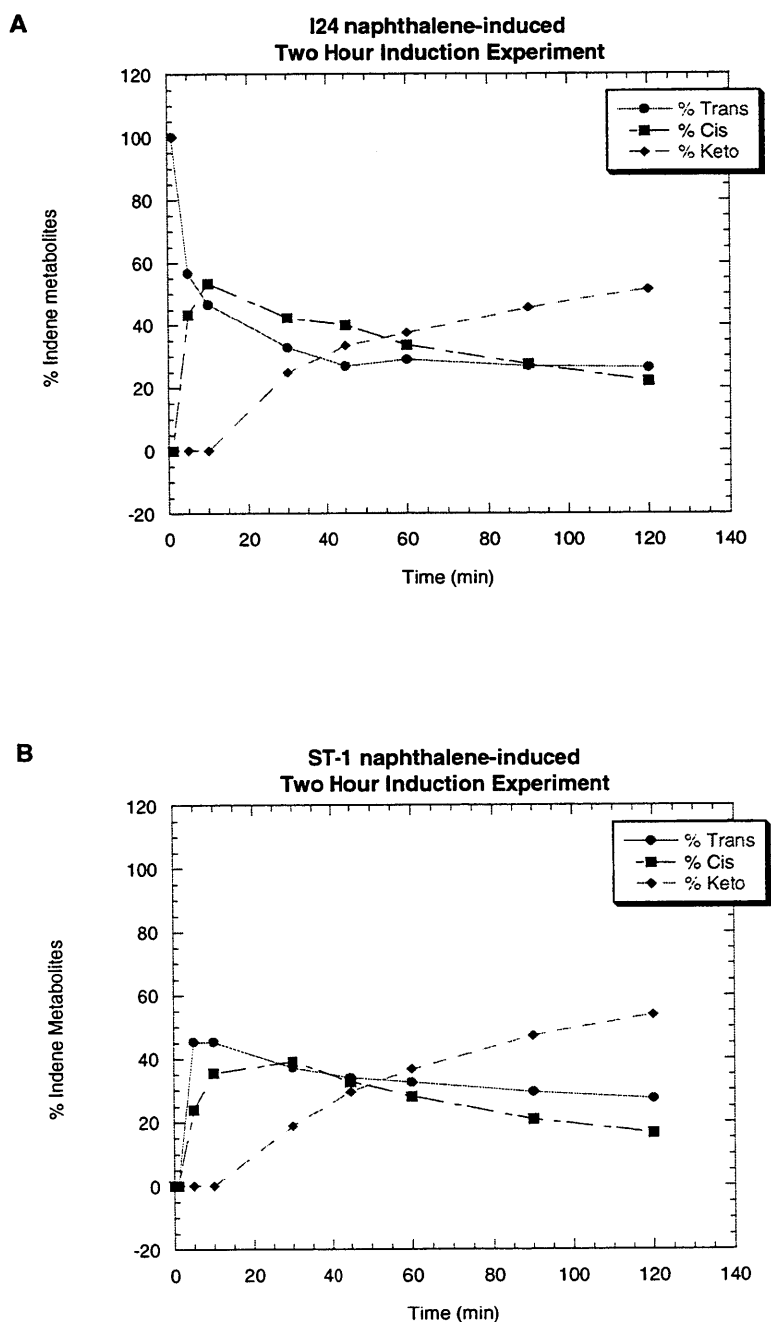 A
I24 naphthalene-induced
Two Hour Induction Experiment
120
100
80
60
40
20
0
-20
% Indene metabolites
% Trans
% Cis
% Keto
0 20 40 60 80 100 120 140
Time (min)
B
ST-1 naphthalene-induced
Two Hour Induction Experiment
120
100
80
60
40
20
0
-20
% Indene Metabolites
% Trans
% Cis
% Keto
0 20 40 60 80 100 120 140
Time (min)